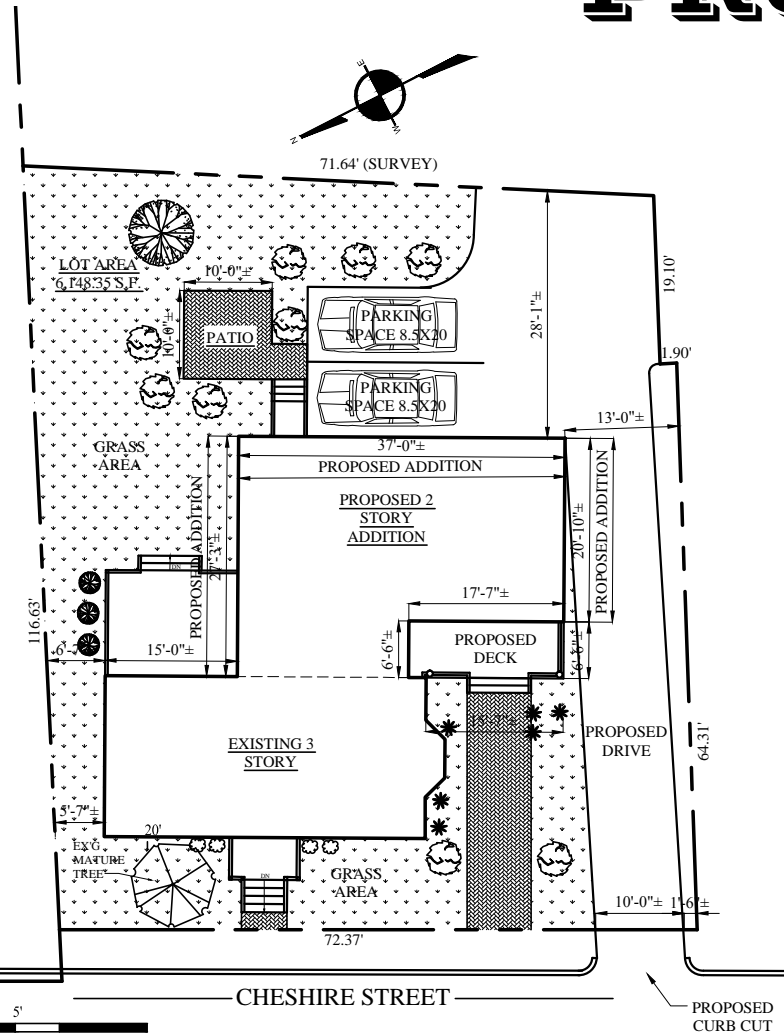 E
N
W
71.64' (SURVEY)
LOT AREA
6,148.35 S.F.
10'-0"±
10'-0"±
PATIO
PARKING
SPACE 8.5X20
PARKING
SPACE 8.5X20
28'-1"±
19.10'
1.90'
13'-0"±
GRASS
AREA
37'-0"±
PROPOSED ADDITION
PROPOSED 2
STORY
ADDITION
PROPOSED ADDITION
20'-10"±
PROPOSED ADDITION
DN
17'-7"±
116.63'
15'-0"±
6'-6"±
PROPOSED
DECK
6'-6"±
EXISTING 3
STORY
PROPOSED
DRIVE
64.31'
5'-7"±
20'
EX'G
MATURE
TREE
DN
GRASS
AREA
10'-0"±
1'-6"±
72.37'
CHESHIRE STREET
5'
PROPOSED
CURB CUT